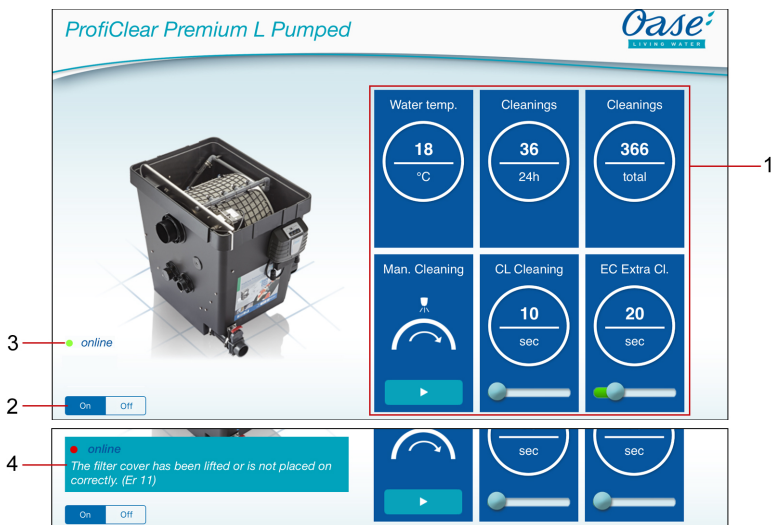 ProfiClear Premium L Pumped
Oase
LIVING WATER
Water temp.
18
°C
Cleanings
36
24h
Cleanings
366
total
1
Man. Cleaning
CL Cleaning
10
sec
EC Extra Cl.
20
sec
3
online
2
On Off
4
online
The filter cover has been lifted or is not placed on
correctly. (Er 11)
sec
sec
On Off